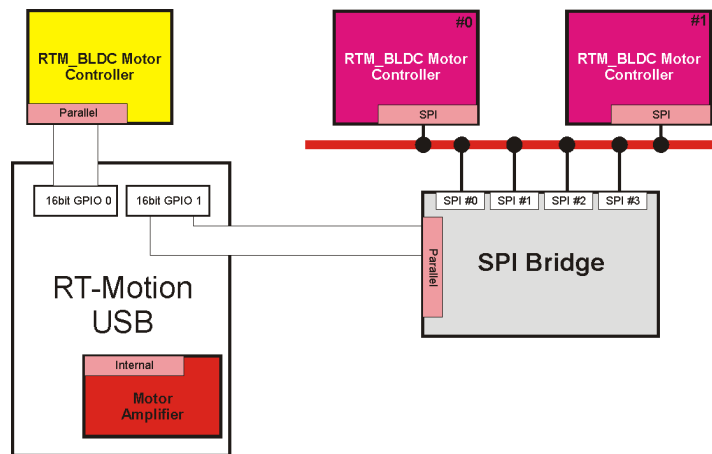 #0
#1
RTM_BLDC Motor
Controller
RTM_BLDC Motor
Controller
RTM_BLDC Motor
Controller
Parallel
SPI
SPI
16bit GPIO 0
16bit GPIO 1
SPI #0
SPI #1
SPI #2
SPI #3
Parallel
SPI Bridge
RT-Motion
USB
Internal
Motor
Amplifier